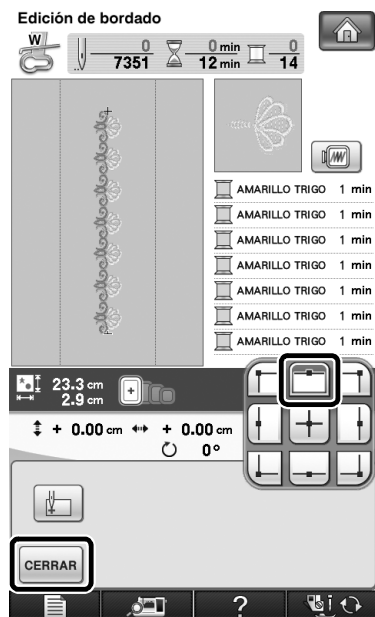 Edición de bordado
W
0 0 min 0
7351 12 min 14
AMARILLO TRIGO 1 min
AMARILLO TRIGO 1 min
AMARILLO TRIGO 1 min
AMARILLO TRIGO 1 min
AMARILLO TRIGO 1 min
AMARILLO TRIGO 1 min
AMARILLO TRIGO 1 min
23.3 cm
2.9 cm
+ 0.00 cm + 0.00 cm
0°
CERRAR
?